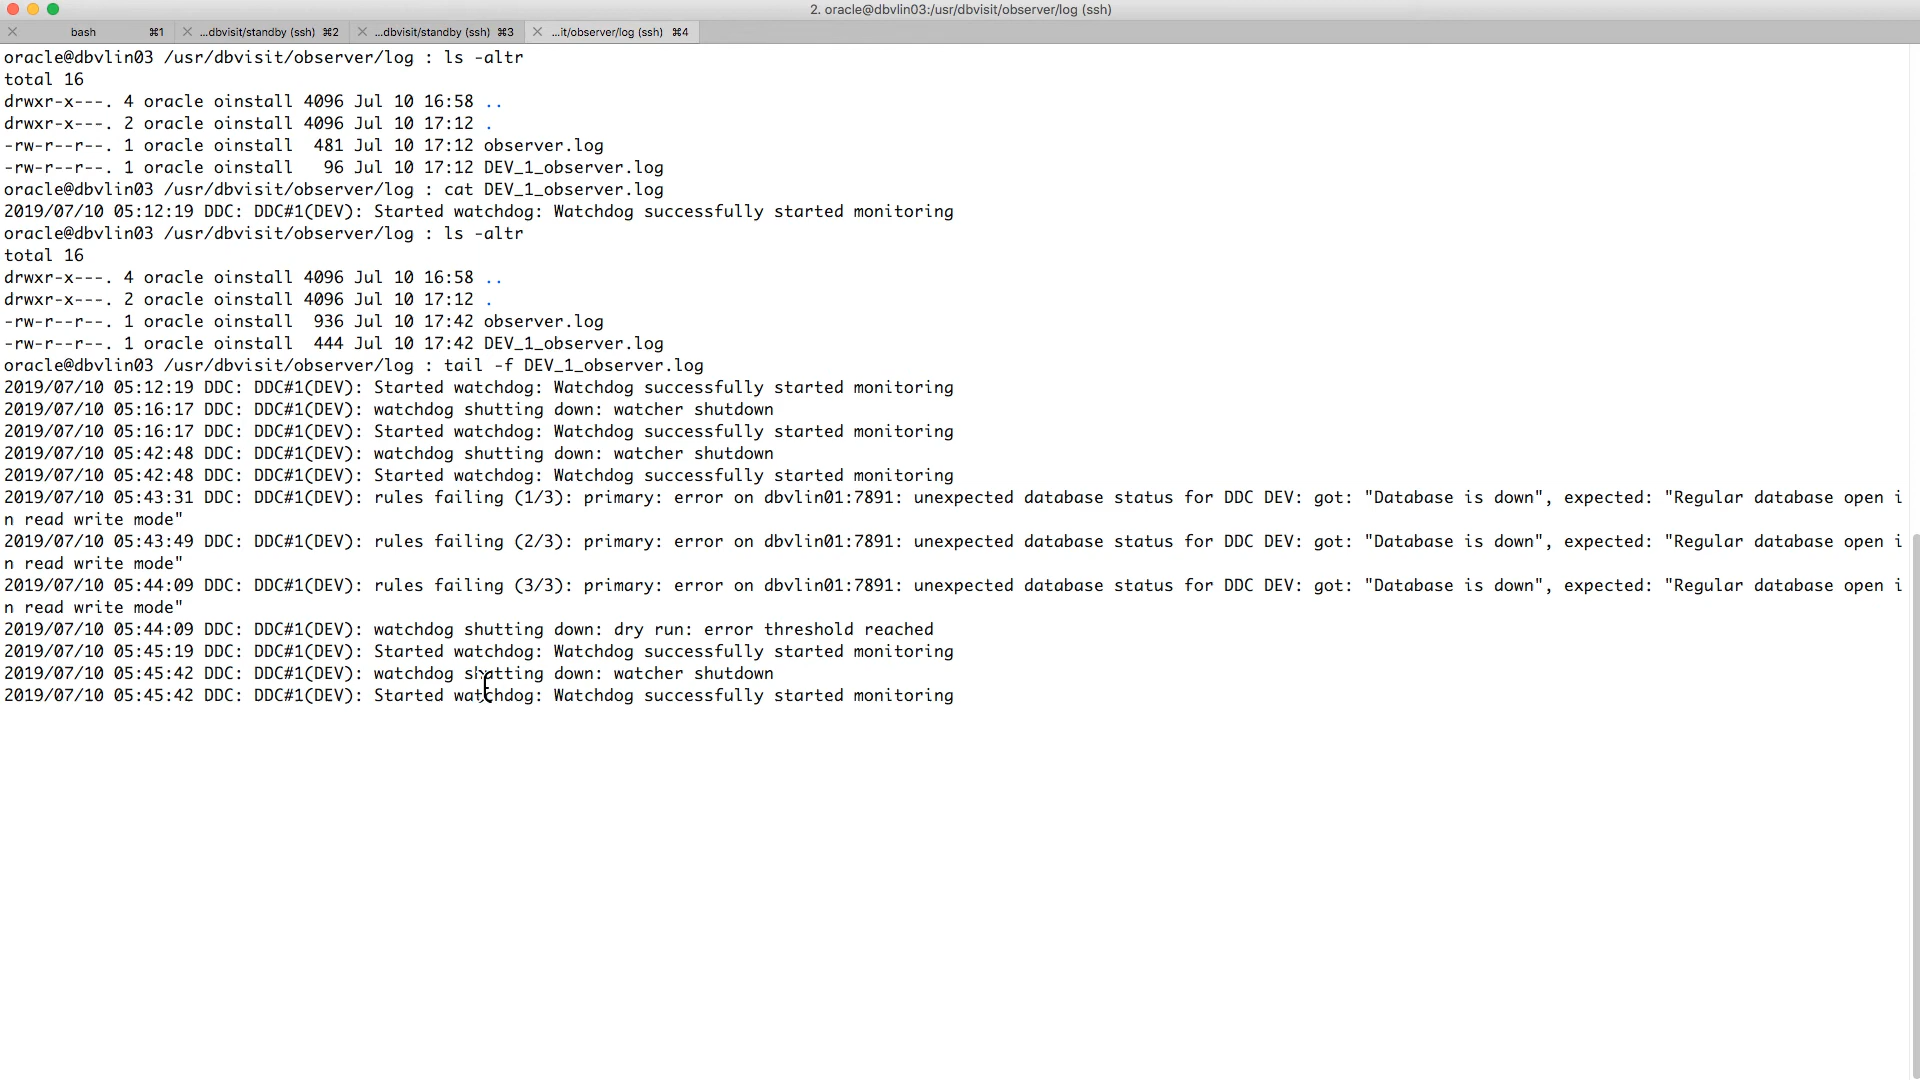 2. oracle@dbvlin03:/usr/dbvisit/observer/log (ssh)
bash ⌘1 ...dbvisit/standby (ssh) ⌘2 ...dbvisit/standby (ssh) ⌘3 ...it/observer/log (ssh) ⌘4
oracle@dbvlin03 /usr/dbvisit/observer/log : ls -altr
total 16
drwxr-x---. 4 oracle oinstall 4096 Jul 10 16:58 ..
drwxr-x---. 2 oracle oinstall 4096 Jul 10 17:12 .
-rw-r--r--. 1 oracle oinstall  481 Jul 10 17:12 observer.log
-rw-r--r--. 1 oracle oinstall   96 Jul 10 17:12 DEV_1_observer.log
oracle@dbvlin03 /usr/dbvisit/observer/log : cat DEV_1_observer.log
2019/07/10 05:12:19 DDC: DDC#1(DEV): Started watchdog: Watchdog successfully started monitoring
oracle@dbvlin03 /usr/dbvisit/observer/log : ls -altr
total 16
drwxr-x---. 4 oracle oinstall 4096 Jul 10 16:58 ..
drwxr-x---. 2 oracle oinstall 4096 Jul 10 17:12 .
-rw-r--r--. 1 oracle oinstall  936 Jul 10 17:42 observer.log
-rw-r--r--. 1 oracle oinstall  444 Jul 10 17:42 DEV_1_observer.log
oracle@dbvlin03 /usr/dbvisit/observer/log : tail -f DEV_1_observer.log
2019/07/10 05:12:19 DDC: DDC#1(DEV): Started watchdog: Watchdog successfully started monitoring
2019/07/10 05:16:17 DDC: DDC#1(DEV): watchdog shutting down: watcher shutdown
2019/07/10 05:16:17 DDC: DDC#1(DEV): Started watchdog: Watchdog successfully started monitoring
2019/07/10 05:42:48 DDC: DDC#1(DEV): watchdog shutting down: watcher shutdown
2019/07/10 05:42:48 DDC: DDC#1(DEV): Started watchdog: Watchdog successfully started monitoring
2019/07/10 05:43:31 DDC: DDC#1(DEV): rules failing (1/3): primary: error on dbvlin01:7891: unexpected database status for DDC DEV: got: "Database is down", expected: "Regular database open i
n read write mode"
2019/07/10 05:43:49 DDC: DDC#1(DEV): rules failing (2/3): primary: error on dbvlin01:7891: unexpected database status for DDC DEV: got: "Database is down", expected: "Regular database open i
n read write mode"
2019/07/10 05:44:09 DDC: DDC#1(DEV): rules failing (3/3): primary: error on dbvlin01:7891: unexpected database status for DDC DEV: got: "Database is down", expected: "Regular database open i
n read write mode"
2019/07/10 05:44:09 DDC: DDC#1(DEV): watchdog shutting down: dry run: error threshold reached
2019/07/10 05:45:19 DDC: DDC#1(DEV): Started watchdog: Watchdog successfully started monitoring
2019/07/10 05:45:42 DDC: DDC#1(DEV): watchdog shutting down: watcher shutdown
2019/07/10 05:45:42 DDC: DDC#1(DEV): Started watchdog: Watchdog successfully started monitoring